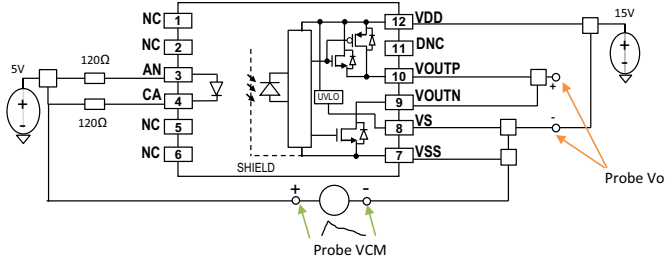 NC 1
NC 2
120Ω
AN 3
CA 4
120Ω
NC 5
NC 6
5V
+
-
12 VDD
11 DNC
10 VOUTP
9 VOUTN
8 VS
7 VSS
UVLO
SHIELD
15V
+
-
+
-
Probe Vo
+ -
Probe VCM